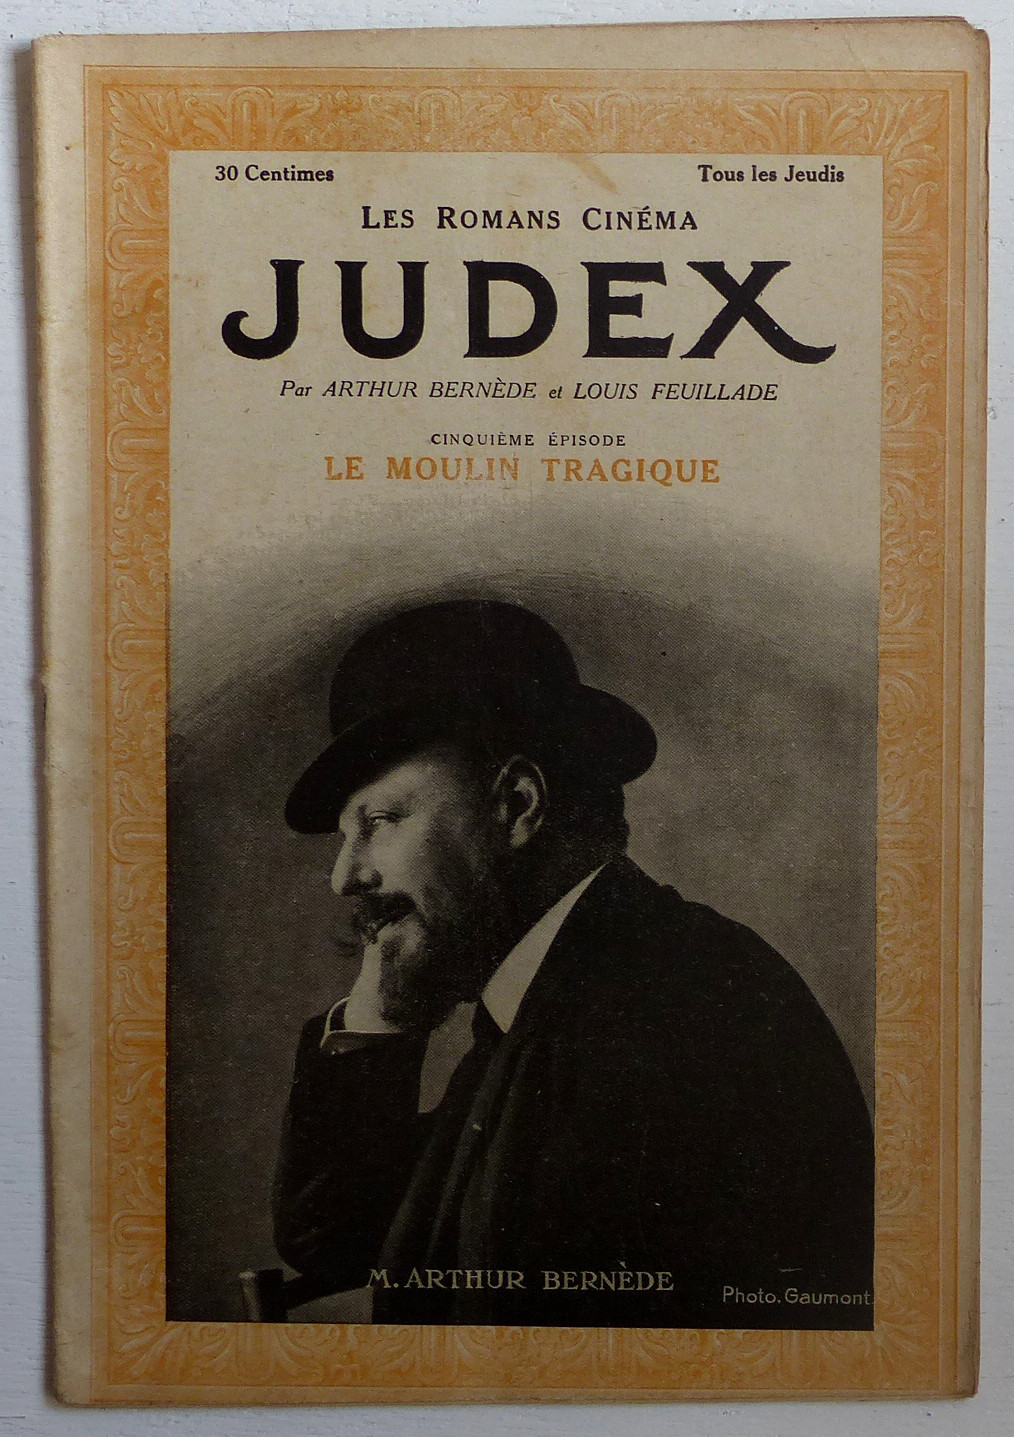 30 Centimes Tous les Jeudis
LES ROMANS CINÉMA
JUDEX
Par ARTHUR BERNÈDE et LOUIS FEUILLADE
CINQUIÈME ÉPISODE
LE MOULIN TRAGIQUE
M. ARTHUR BERNÈDE
Photo. Gaumont.